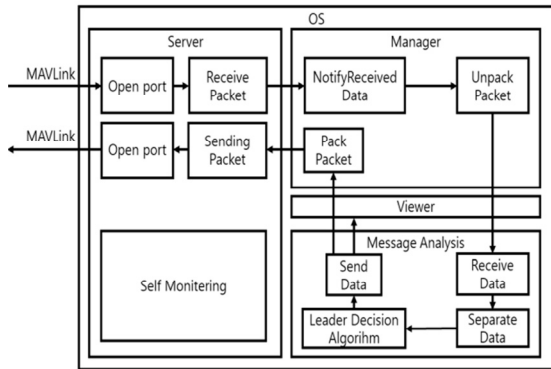 OS
Server
Manager
MAVLink
Open port
Receive
Packet
NotifyReceived
Data
Unpack
Packet
MAVLink
Open port
Sending
Packet
Pack
Packet
Viewer
Message Analysis
Self Monitering
Send
Data
Receive
Data
Leader Decision
Algorihm
Separate
Data